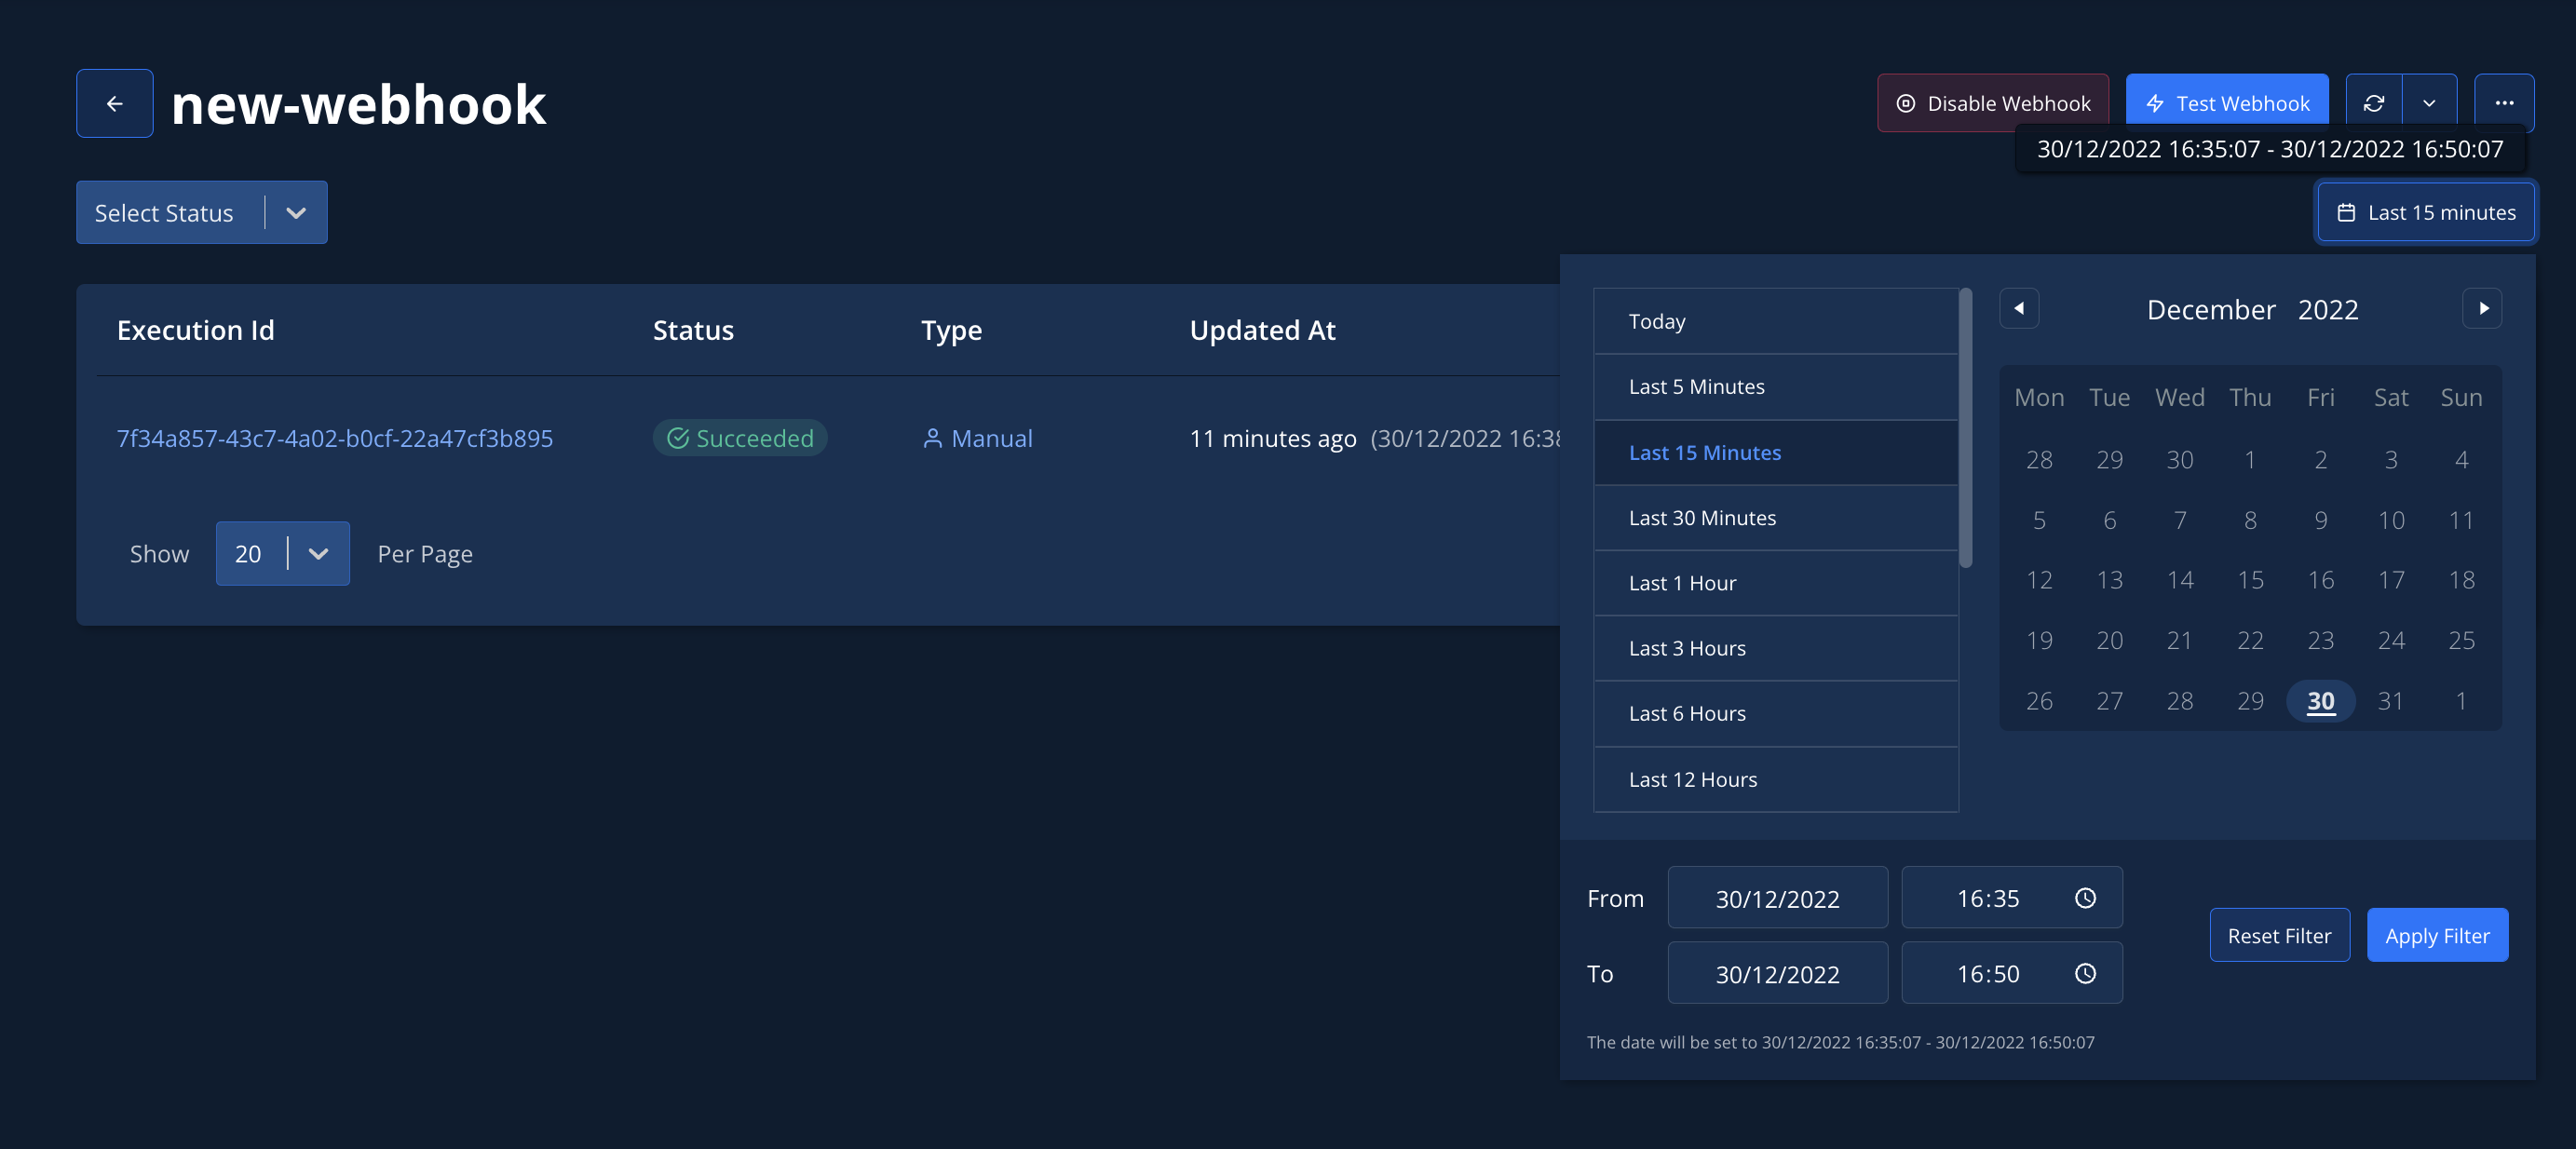 new-webhook
Disable Webhook
Test Webhook
30/12/2022 16:35:07 - 30/12/2022 16:50:07
Select Status
Last 15 minutes
Execution Id Status Type Updated At
7f34a857-43c7-4a02-b0cf-22a47cf3b895 Succeeded Manual 11 minutes ago (30/12/2022 16:38
Show 20 Per Page
Today
Last 5 Minutes
Last 15 Minutes
Last 30 Minutes
Last 1 Hour
Last 3 Hours
Last 6 Hours
Last 12 Hours
December 2022
Mon Tue Wed Thu Fri Sat Sun
28 29 30 1 2 3 4
5 6 7 8 9 10 11
12 13 14 15 16 17 18
19 20 21 22 23 24 25
26 27 28 29 30 31 1
From 30/12/2022 16:35
To 30/12/2022 16:50
Reset Filter
Apply Filter
The date will be set to 30/12/2022 16:35:07 - 30/12/2022 16:50:07